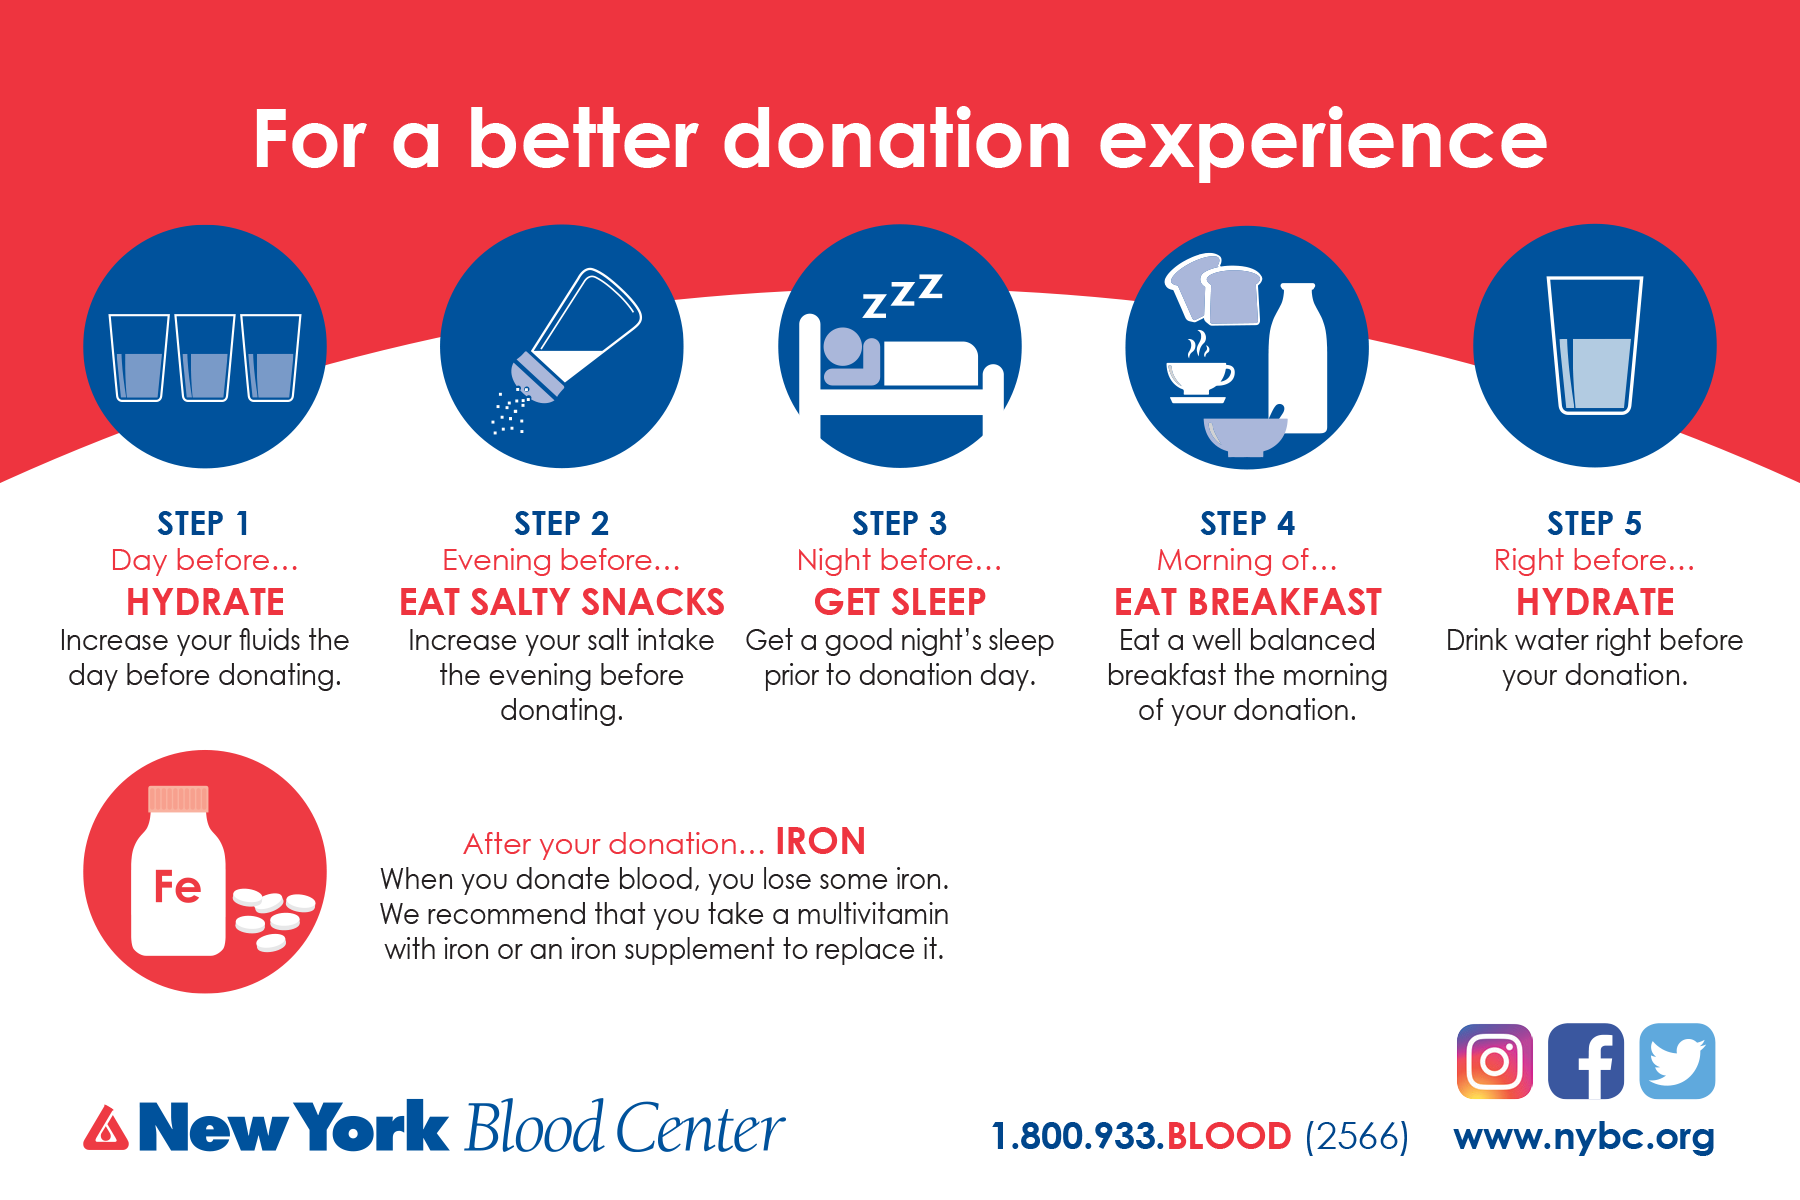 For a better donation experience
zzz
STEP 1
Day before…
HYDRATE
Increase your fluids the
day before donating.
STEP 2
Evening before…
EAT SALTY SNACKS
Increase your salt intake
the evening before
donating.
STEP 3
Night before…
GET SLEEP
Get a good night’s sleep
prior to donation day.
STEP 4
Morning of…
EAT BREAKFAST
Eat a well balanced
breakfast the morning
of your donation.
STEP 5
Right before…
HYDRATE
Drink water right before
your donation.
Fe
After your donation… IRON
When you donate blood, you lose some iron.
We recommend that you take a multivitamin
with iron or an iron supplement to replace it.
New York Blood Center
1.800.933.BLOOD (2566)
www.nybc.org